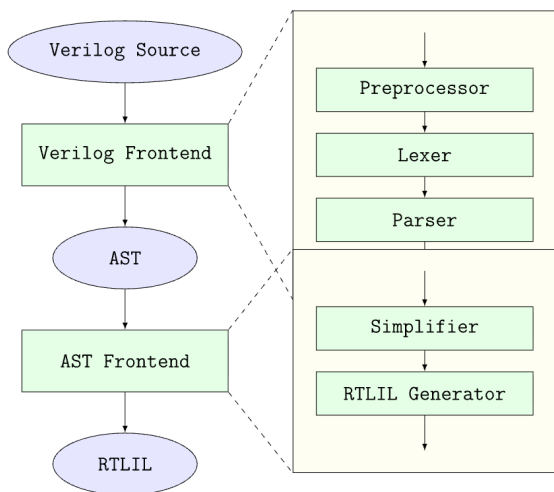 Verilog Source
Verilog Frontend
AST
AST Frontend
RTLIL
Preprocessor
Lexer
Parser
Simplifier
RTLIL Generator